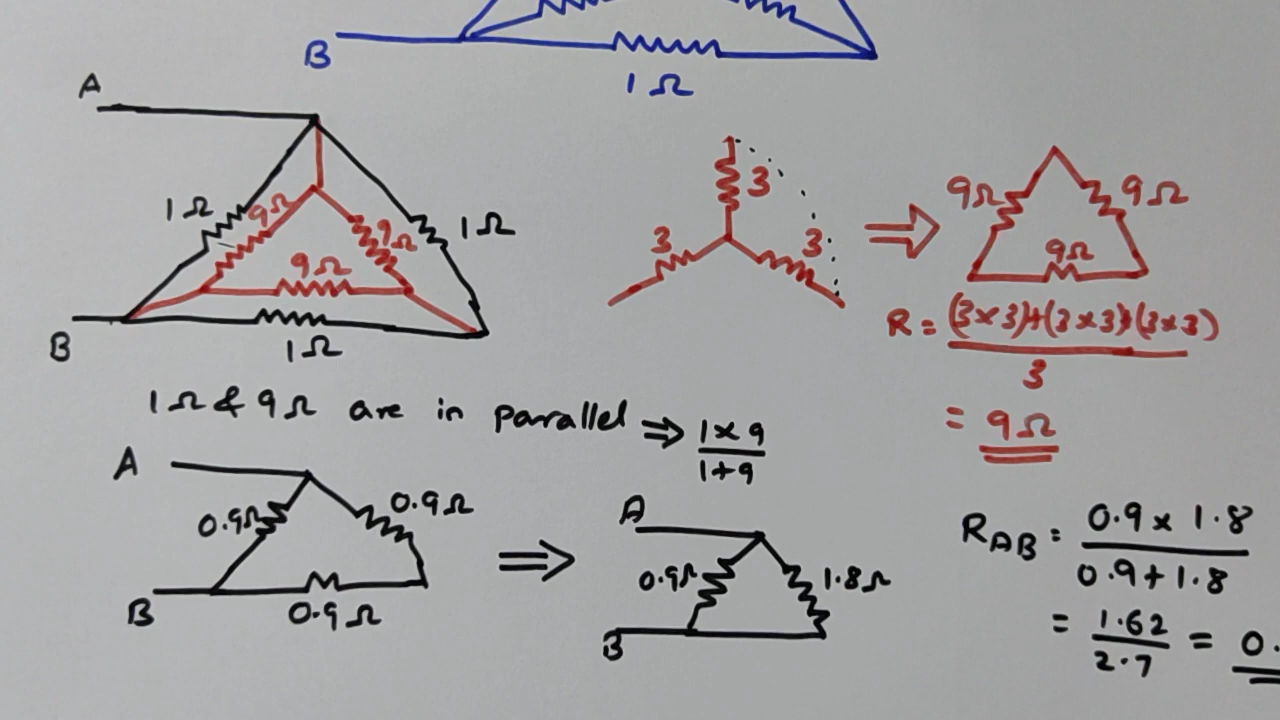 B
1Ω
A
1Ω
9Ω
9Ω
1Ω
9Ω
B
1Ω
3
3
3
⇒
9Ω
9Ω
9Ω
R = (3×3)+(3×3)+(3×3)
3
= 9Ω
1Ω & 9Ω are in parallel ⇒ 1×9
1+9
A
0.9Ω
0.9Ω
B
0.9Ω
⇒
A
0.9Ω
1.8Ω
B
RAB = 0.9 × 1.8
0.9+1.8
= 1.62 = 0.
2.7